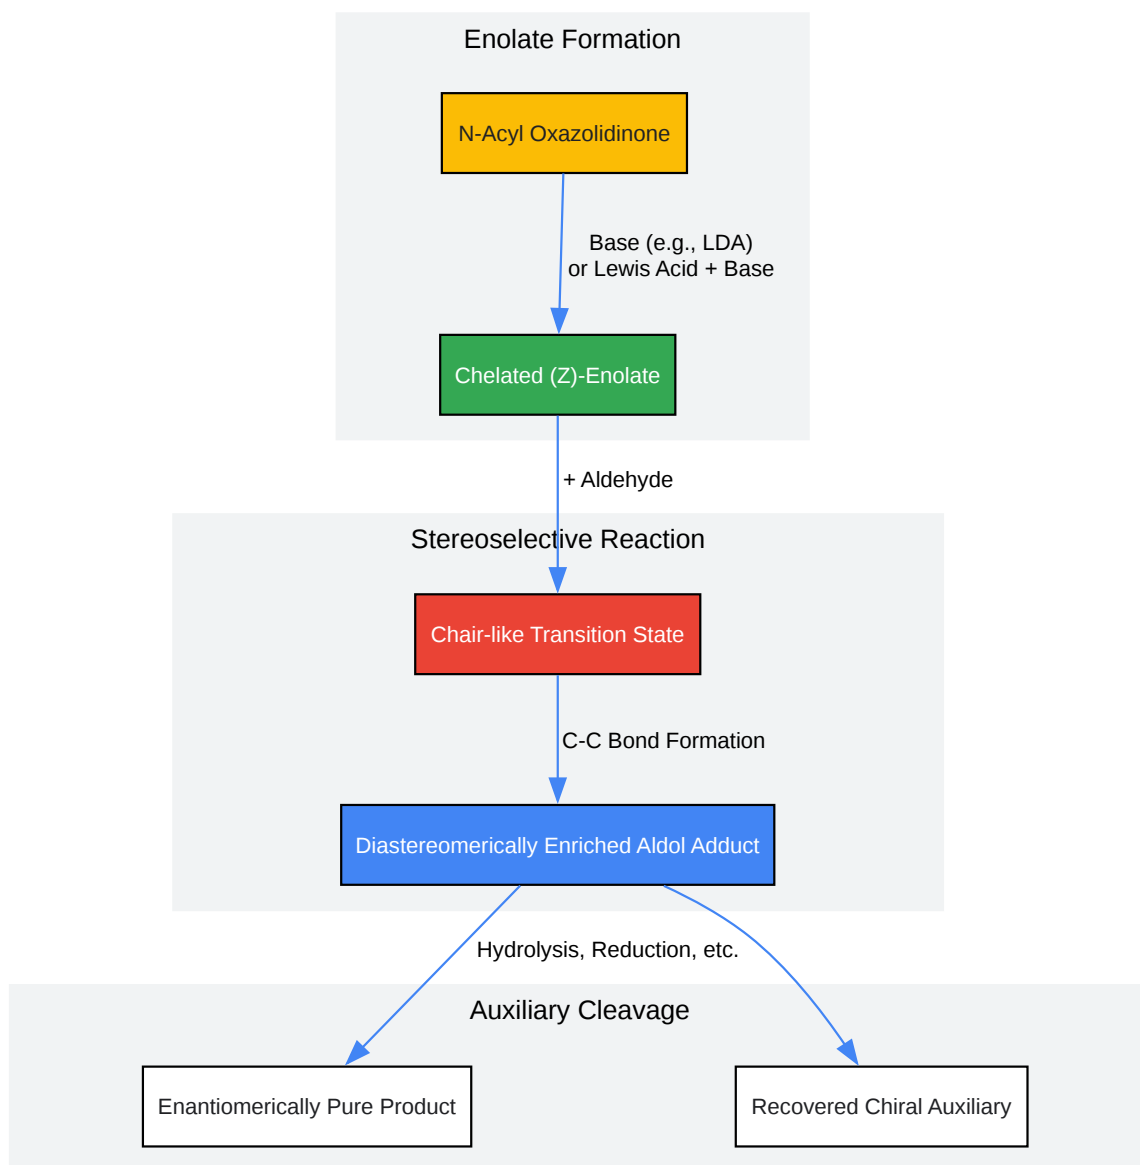 Enolate Formation
N-Acyl Oxazolidinone
Base (e.g., LDA)
or Lewis Acid + Base
Chelated (Z)-Enolate
+ Aldehyde
Stereoselective Reaction
Chair-like Transition State
C-C Bond Formation
Diastereomerically Enriched Aldol Adduct
Hydrolysis, Reduction, etc.
Auxiliary Cleavage
Enantiomerically Pure Product
Recovered Chiral Auxiliary